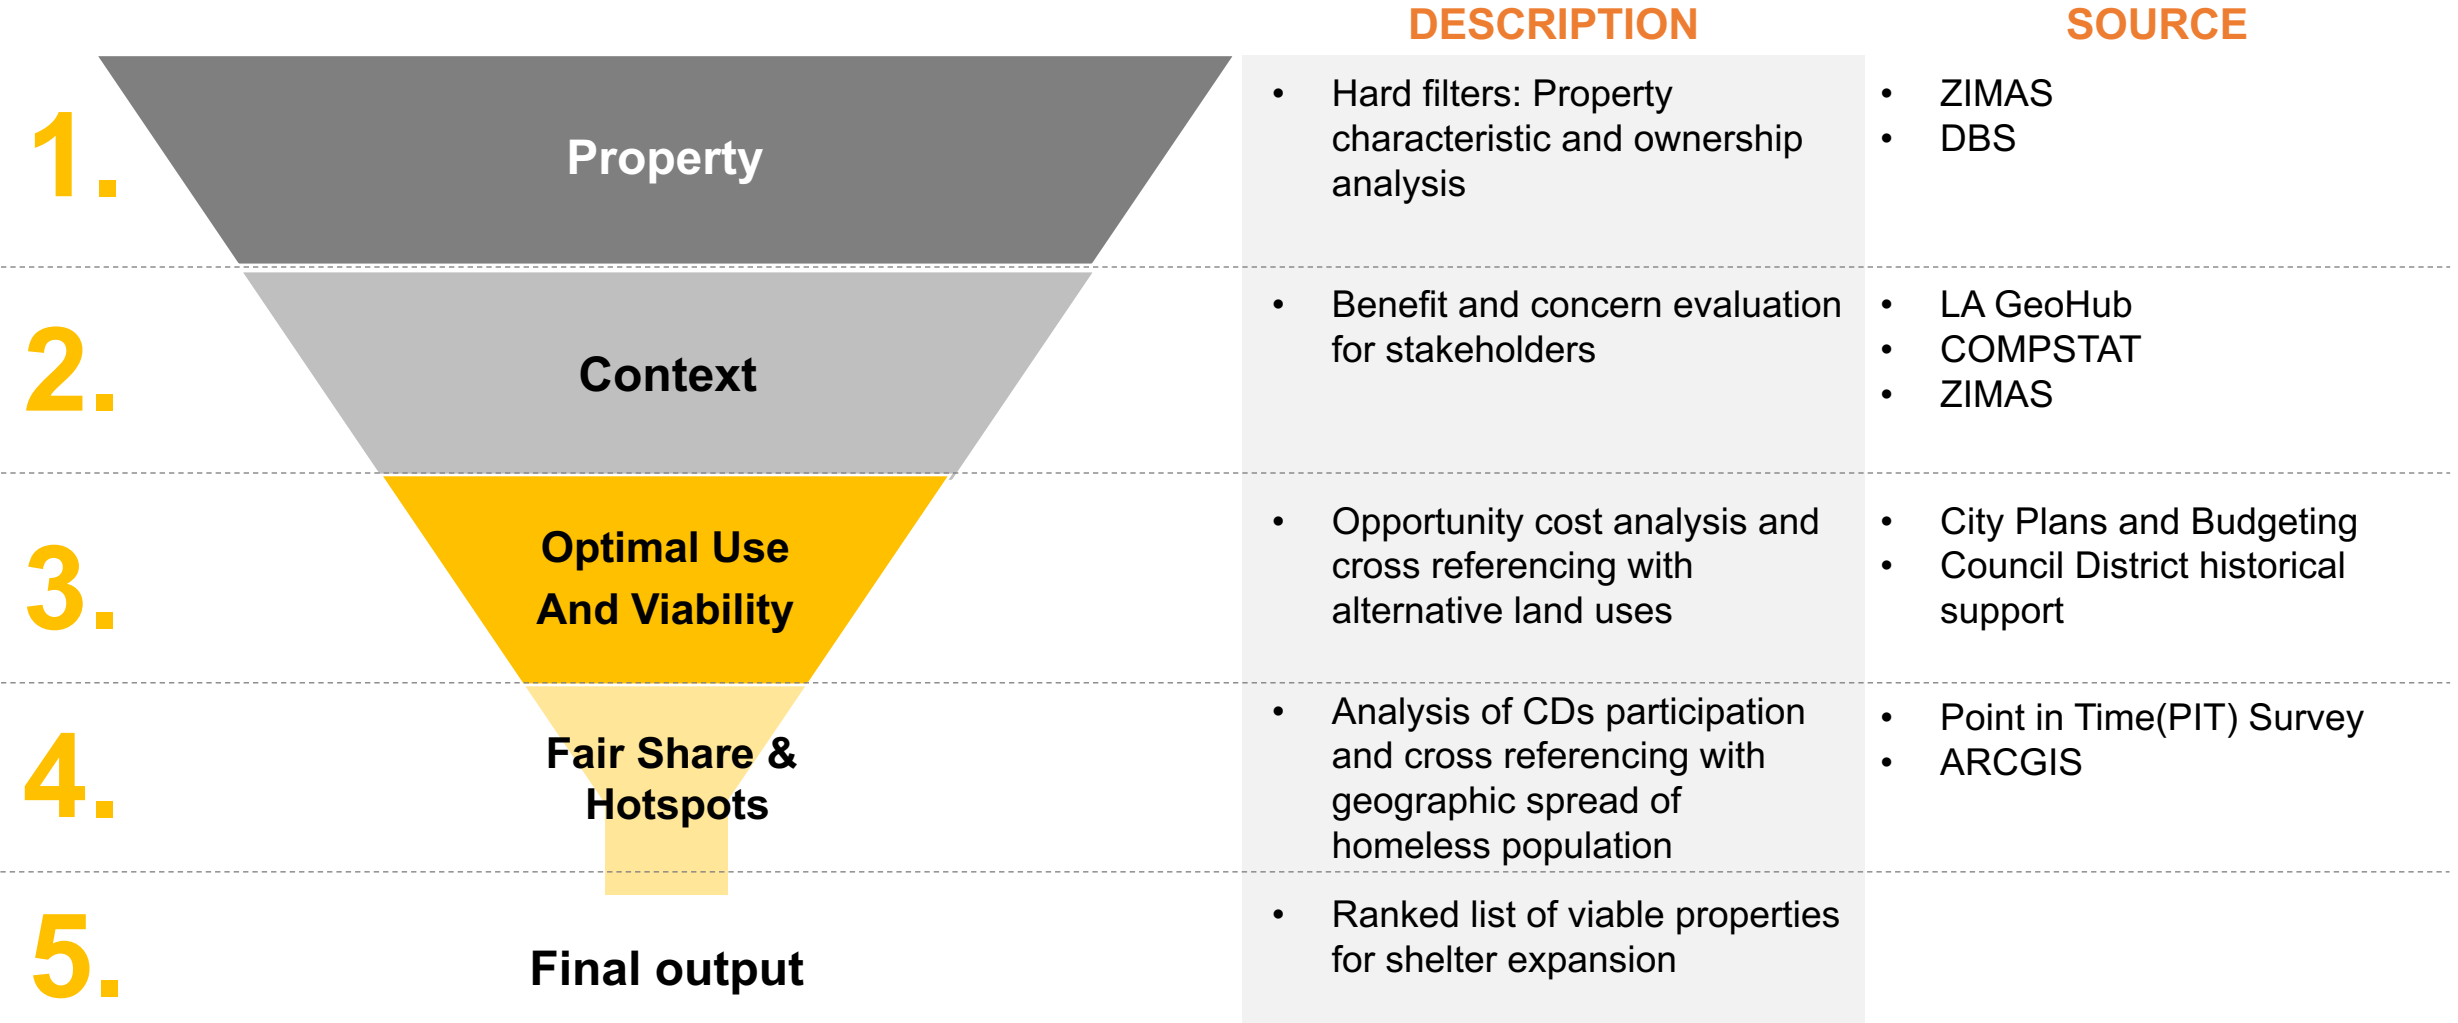 DESCRIPTION
SOURCE
1.
Property
• Hard filters: Property
characteristic and ownership
analysis
• ZIMAS
• DBS
2.
Context
• Benefit and concern evaluation
for stakeholders
• LA GeoHub
• COMPSTAT
• ZIMAS
3.
Optimal Use
And Viability
• Opportunity cost analysis and
cross referencing with
alternative land uses
• City Plans and Budgeting
• Council District historical
support
4.
Fair Share &
Hotspots
• Analysis of CDs participation
and cross referencing with
geographic spread of
homeless population
• Point in Time(PIT) Survey
• ARCGIS
5.
Final output
• Ranked list of viable properties
for shelter expansion